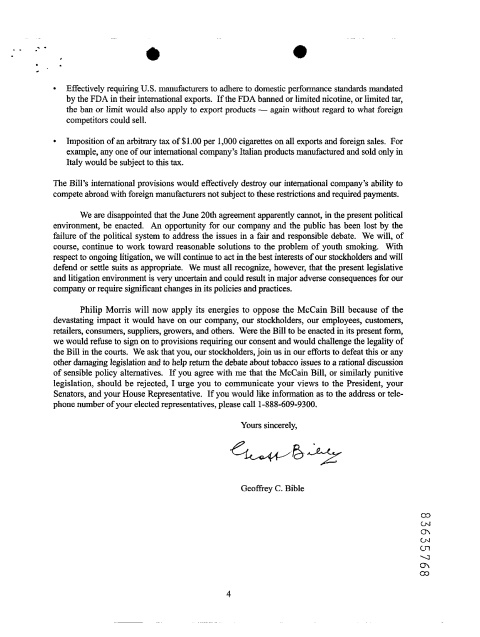 • Effectively requiring U.S. manufacturers to adhere to domestic performance standards mandated
by the FDA in their international exports. If the FDA banned or limited nicotine, or limited tar,
the ban or limit would also apply to export products — again without regard to what foreign
competitors could sell.
• Imposition of an arbitrary tax of $1.00 per 1,000 cigarettes on all exports and foreign sales. For
example, any one of our international company's Italian products manufactured and sold only in
Italy would be subject to this tax.
The Bill's international provisions would effectively destroy our international company's ability to
compete abroad with foreign manufacturers not subject to these restrictions and required payments.
We are disappointed that the June 20th agreement apparently cannot, in the present political
environment, be enacted. An opportunity for our company and the public has been lost by the
failure of the political system to address the issues in a fair and responsible debate. We will, of
course, continue to work toward reasonable solutions to the problem of youth smoking. With
respect to ongoing litigation, we will continue to act in the best interests of our stockholders and will
defend or settle suits as appropriate. We must all recognize, however, that the present legislative
and litigation environment is very uncertain and could result in major adverse consequences for our
company or require significant changes in its policies and practices.
Philip Morris will now apply its energies to oppose the McCain Bill because of the
devastating impact it would have on our company, our stockholders, our employees, customers,
retailers, consumers, suppliers, growers, and others. Were the Bill to be enacted in its present form,
we would refuse to sign on to provisions requiring our consent and would challenge the legality of
the Bill in the courts. We ask that you, our stockholders, join us in our efforts to defeat this or any
other damaging legislation and to help return the debate about tobacco issues to a rational discussion
of sensible policy alternatives. If you agree with me that the McCain Bill, or similarly punitive
legislation, should be rejected, I urge you to communicate your views to the President, your
Senators, and your House Representative. If you would like information as to the address or tele-
phone number of your elected representatives, please call 1-888-609-9300.
Yours sincerely,
Geoff Bible
Geoffrey C. Bible
83635768
4